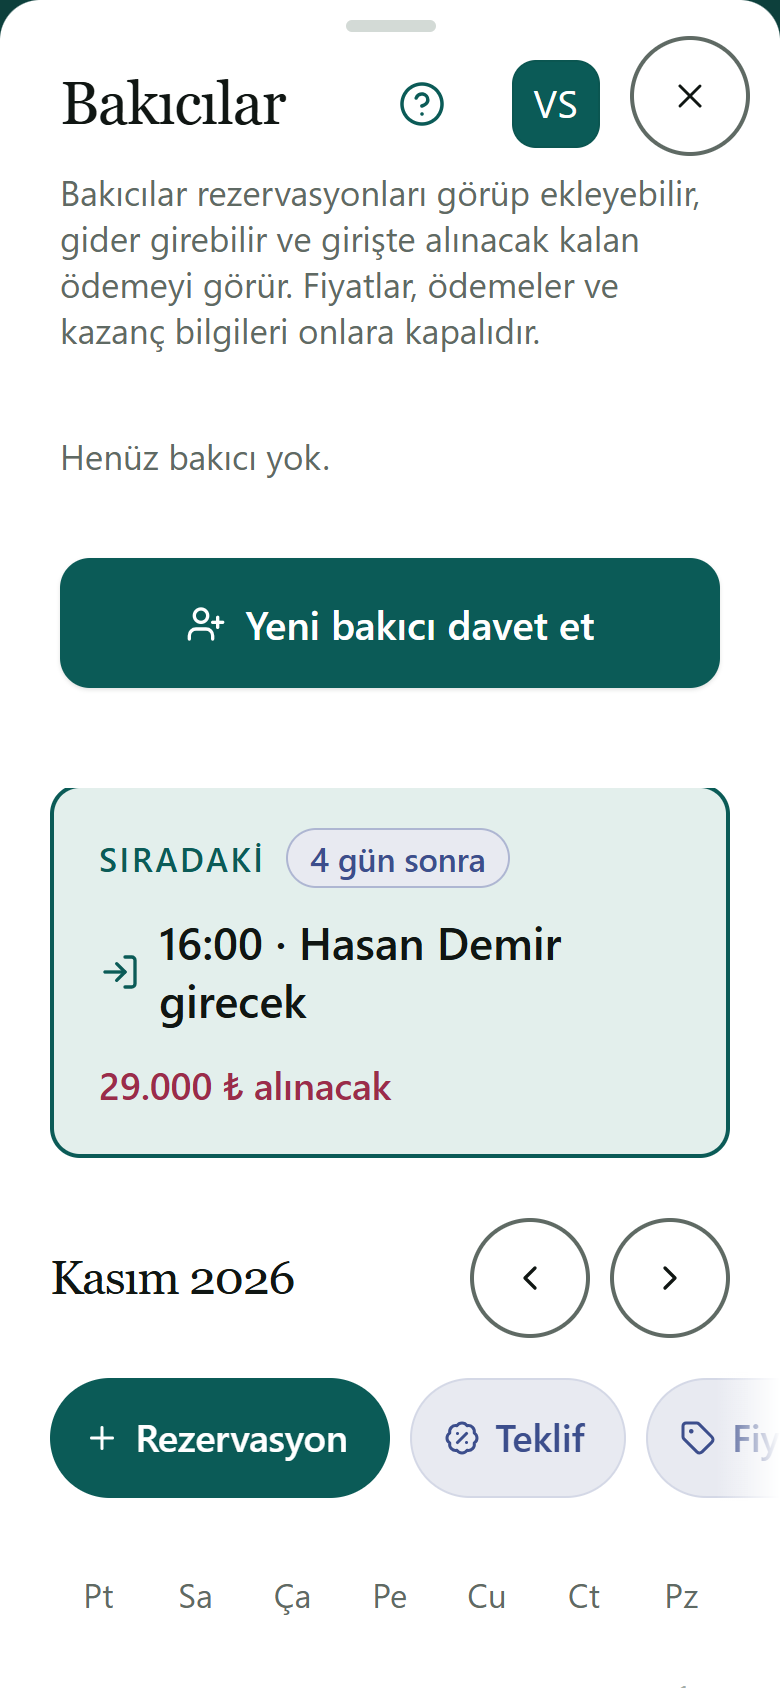 Bakıcılar
VS
Bakıcılar rezervasyonları görüp ekleyebilir,
gider girebilir ve girişte alınacak kalan
ödemeyi görür. Fiyatlar, ödemeler ve
kazanç bilgileri onlara kapalıdır.
Henüz bakıcı yok.
Yeni bakıcı davet et
SIRADAKİ 4 gün sonra
16:00 · Hasan Demir
girecek
29.000 ₺ alınacak
Kasım 2026
Rezervasyon Teklif Fiy
Pt Sa Ça Pe Cu Ct Pz